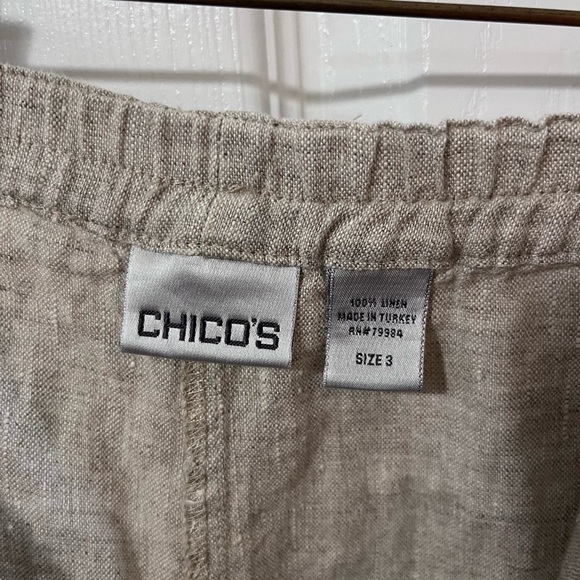 CHICO'S
100% LINEN
MADE IN TURKEY
RN#79984
SIZE 3